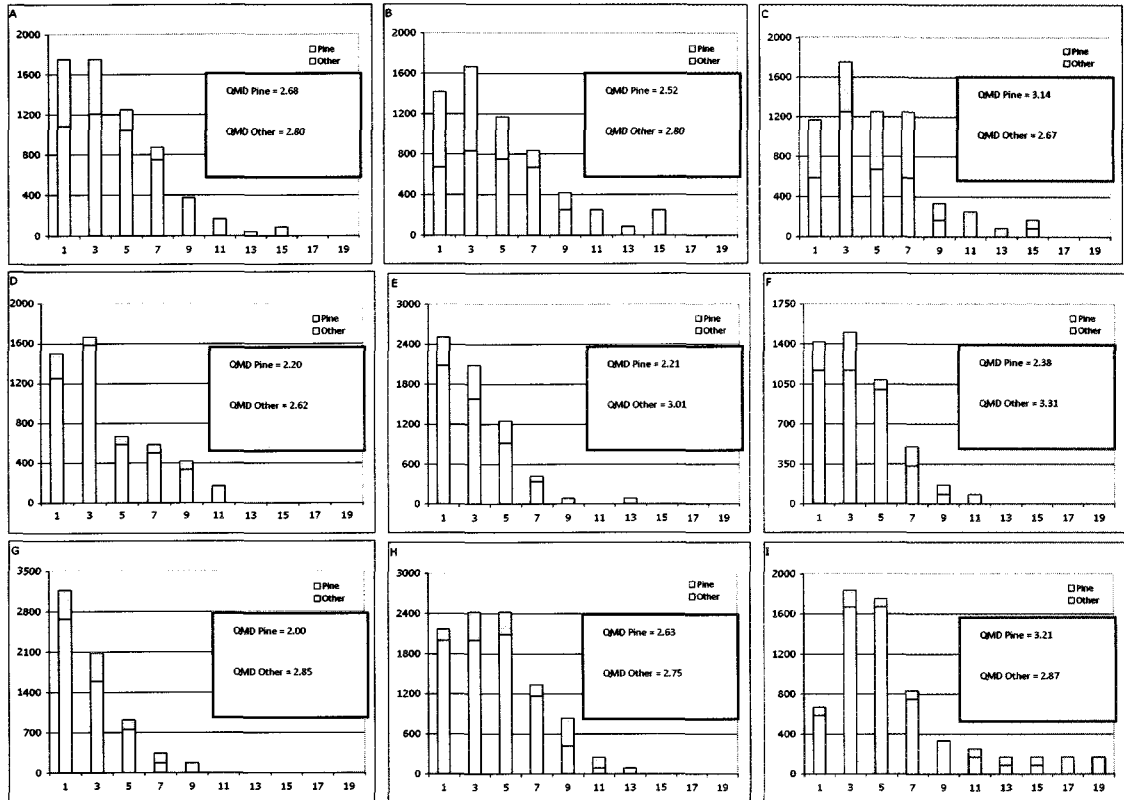 A
2000
1600
1200
800
400
0
1 3 5 7 9 11 13 15 17 19
Pine
Other
QMD Pine = 2.68
QMD Other = 2.80
B
2000
1600
1200
800
400
0
1 3 5 7 9 11 13 15 17 19
Pine
Other
QMD Pine = 2.52
QMD Other = 2.80
C
2000
1600
1200
800
400
0
1 3 5 7 9 11 13 15 17 19
Pine
Other
QMD Pine = 3.14
QMD Other = 2.67
D
2000
1600
1200
800
400
0
1 3 5 7 9 11 13 15 17 19
Pine
Other
QMD Pine = 2.20
QMD Other = 2.62
E
3000
2400
1800
1200
600
0
1 3 5 7 9 11 13 15 17 19
Pine
Other
QMD Pine = 2.21
QMD Other = 3.01
F
1750
1400
1050
700
350
0
1 3 5 7 9 11 13 15 17 19
Pine
Other
QMD Pine = 2.38
QMD Other = 3.31
G
3500
2800
2100
1400
700
0
1 3 5 7 9 11 13 15 17 19
Pine
Other
QMD Pine = 2.00
QMD Other = 2.85
H
3000
2400
1800
1200
600
0
1 3 5 7 9 11 13 15 17 19
Pine
Other
QMD Pine = 2.63
QMD Other = 2.75
I
2000
1600
1200
800
400
0
1 3 5 7 9 11 13 15 17 19
Pine
Other
QMD Pine = 3.21
QMD Other = 2.87